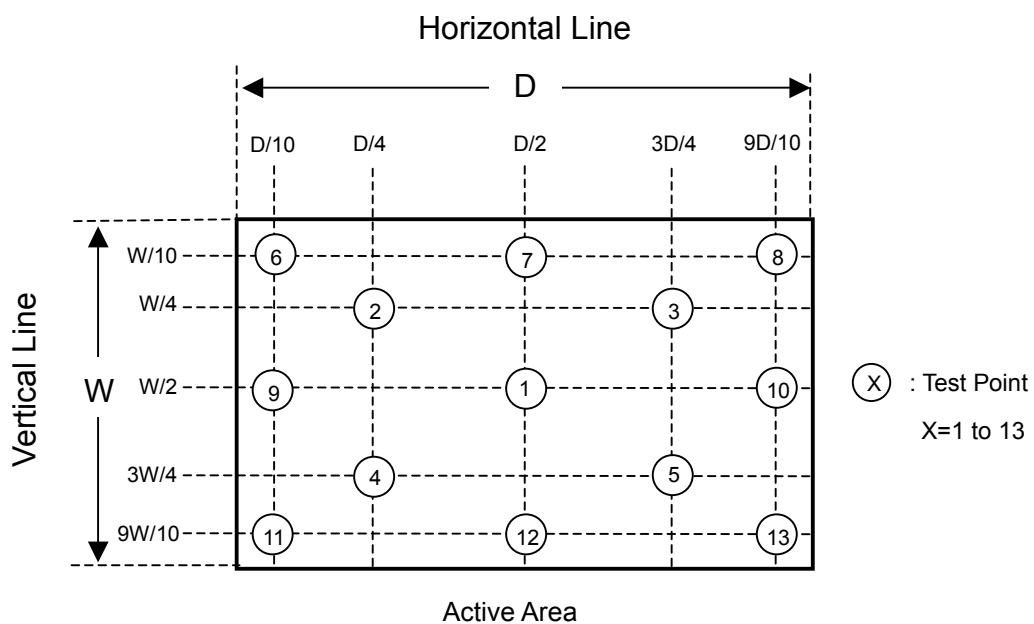 Horizontal Line
D
D/10 D/4 D/2 3D/4 9D/10
Vertical Line
W
W/10
W/4
W/2
3W/4
9W/10
6 7 8
2 3
9 1 10
4 5
11 12 13
X : Test Point
X=1 to 13
Active Area